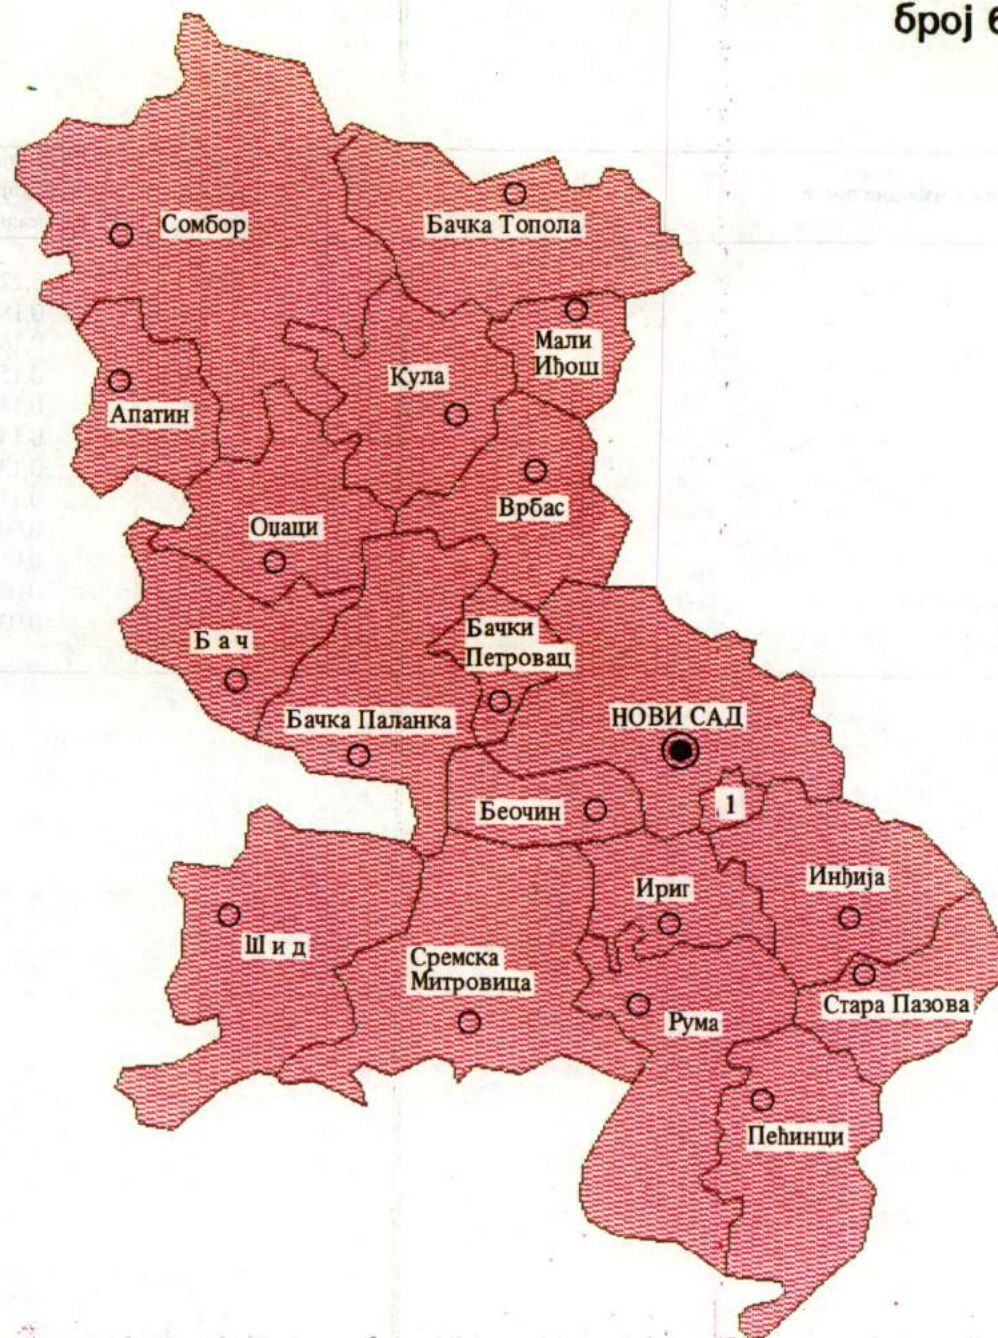 број 6
Сомбор
Бачка Топола
Мали
Иђош
Кула
Апатин
Врбас
Оџаци
Бачки
Петровац
Б а ч
Бачка Паланка
НОВИ САД
Беочин
1
Ириг
Инђија
Ш и д
Сремска
Митровица
Стара Пазова
Рума
Пећинци